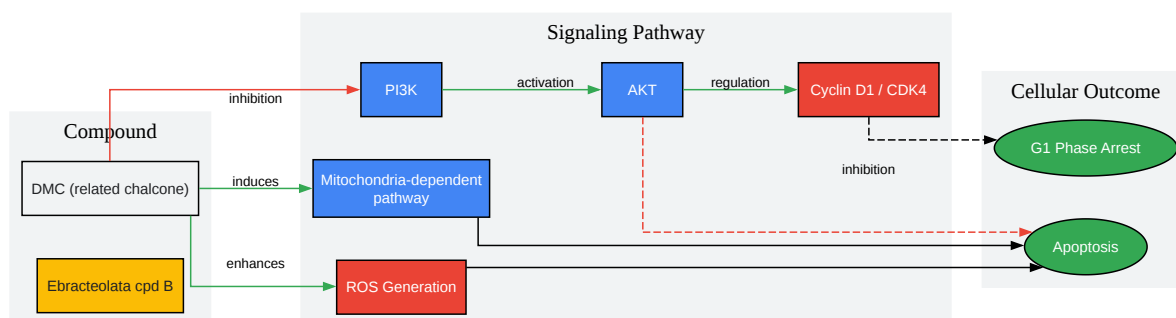 Signaling Pathway
PI3K
activation
AKT
regulation
Cyclin D1 / CDK4
inhibition
Compound
Cellular Outcome
G1 Phase Arrest
DMC (related chalcone)
induces
Mitochondria-dependent
pathway
inhibition
Apoptosis
enhances
Ebracteolata cpd B
ROS Generation